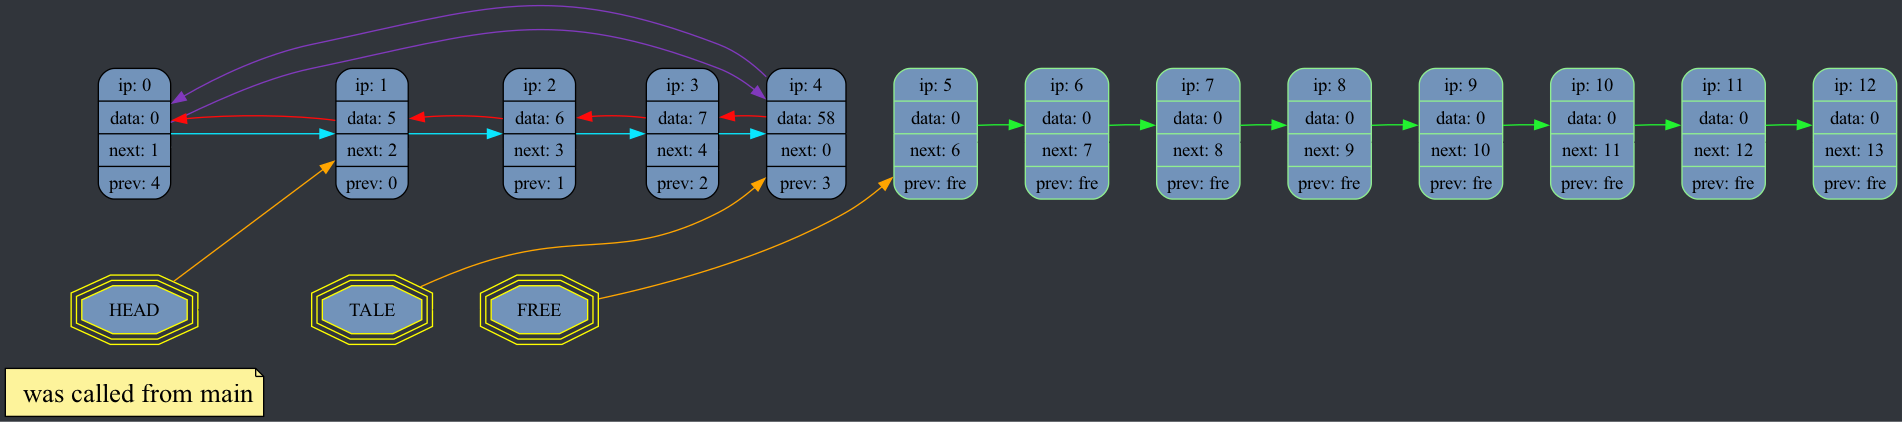 ip: 0
data: 0
next: 1
prev: 4
ip: 1
data: 5
next: 2
prev: 0
ip: 2
data: 6
next: 3
prev: 1
ip: 3
data: 7
next: 4
prev: 2
ip: 4
data: 58
next: 0
prev: 3
ip: 5
data: 0
next: 6
prev: fre
ip: 6
data: 0
next: 7
prev: fre
ip: 7
data: 0
next: 8
prev: fre
ip: 8
data: 0
next: 9
prev: fre
ip: 9
data: 0
next: 10
prev: fre
ip: 10
data: 0
next: 11
prev: fre
ip: 11
data: 0
next: 12
prev: fre
ip: 12
data: 0
next: 13
prev: fre
HEAD
TALE
FREE
was called from main